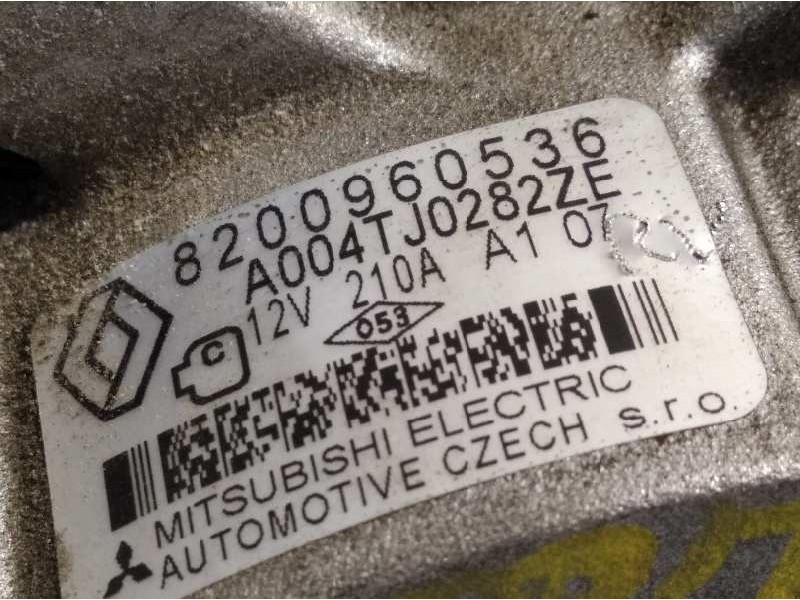 8200960536
A004TJ0282ZE
12V 210A A1 07
C 053
MITSUBISHI ELECTRIC
AUTOMOTIVE CZECH s.r.o.